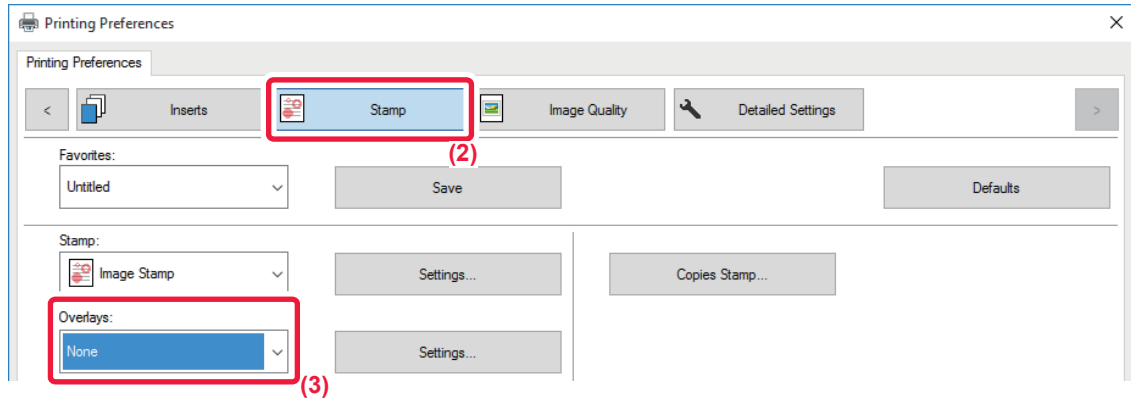 Printing Preferences
Printing Preferences
< Inserts Stamp Image Quality Detailed Settings >
(2)
Favorites:
Untitled Save Defaults
Stamp:
Image Stamp Settings... Copies Stamp...
Overlays:
None Settings...
(3)